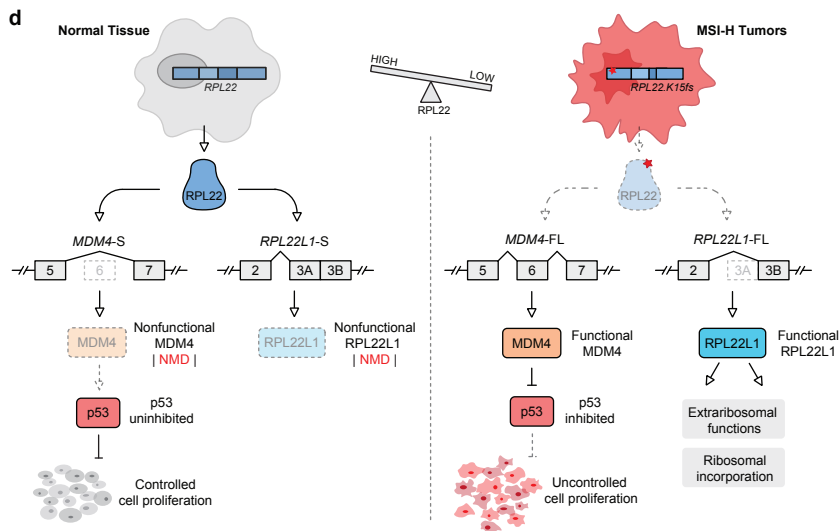 d
Normal Tissue
RPL22
HIGH
LOW
RPL22
MSI-H Tumors
RPL22.K15fs
RPL22
RPL22
MDM4-S
5
6
7
RPL22L1-S
2
3A
3B
MDM4
Nonfunctional
MDM4
| NMD |
RPL22L1
Nonfunctional
RPL22L1
| NMD |
p53
p53
uninhibited
Controlled
cell proliferation
MDM4-FL
5
6
7
RPL22L1-FL
2
3A
3B
MDM4
Functional
MDM4
RPL22L1
Functional
RPL22L1
p53
p53
inhibited
Extraribosomal
functions
Ribosomal
incorporation
Uncontrolled
cell proliferation